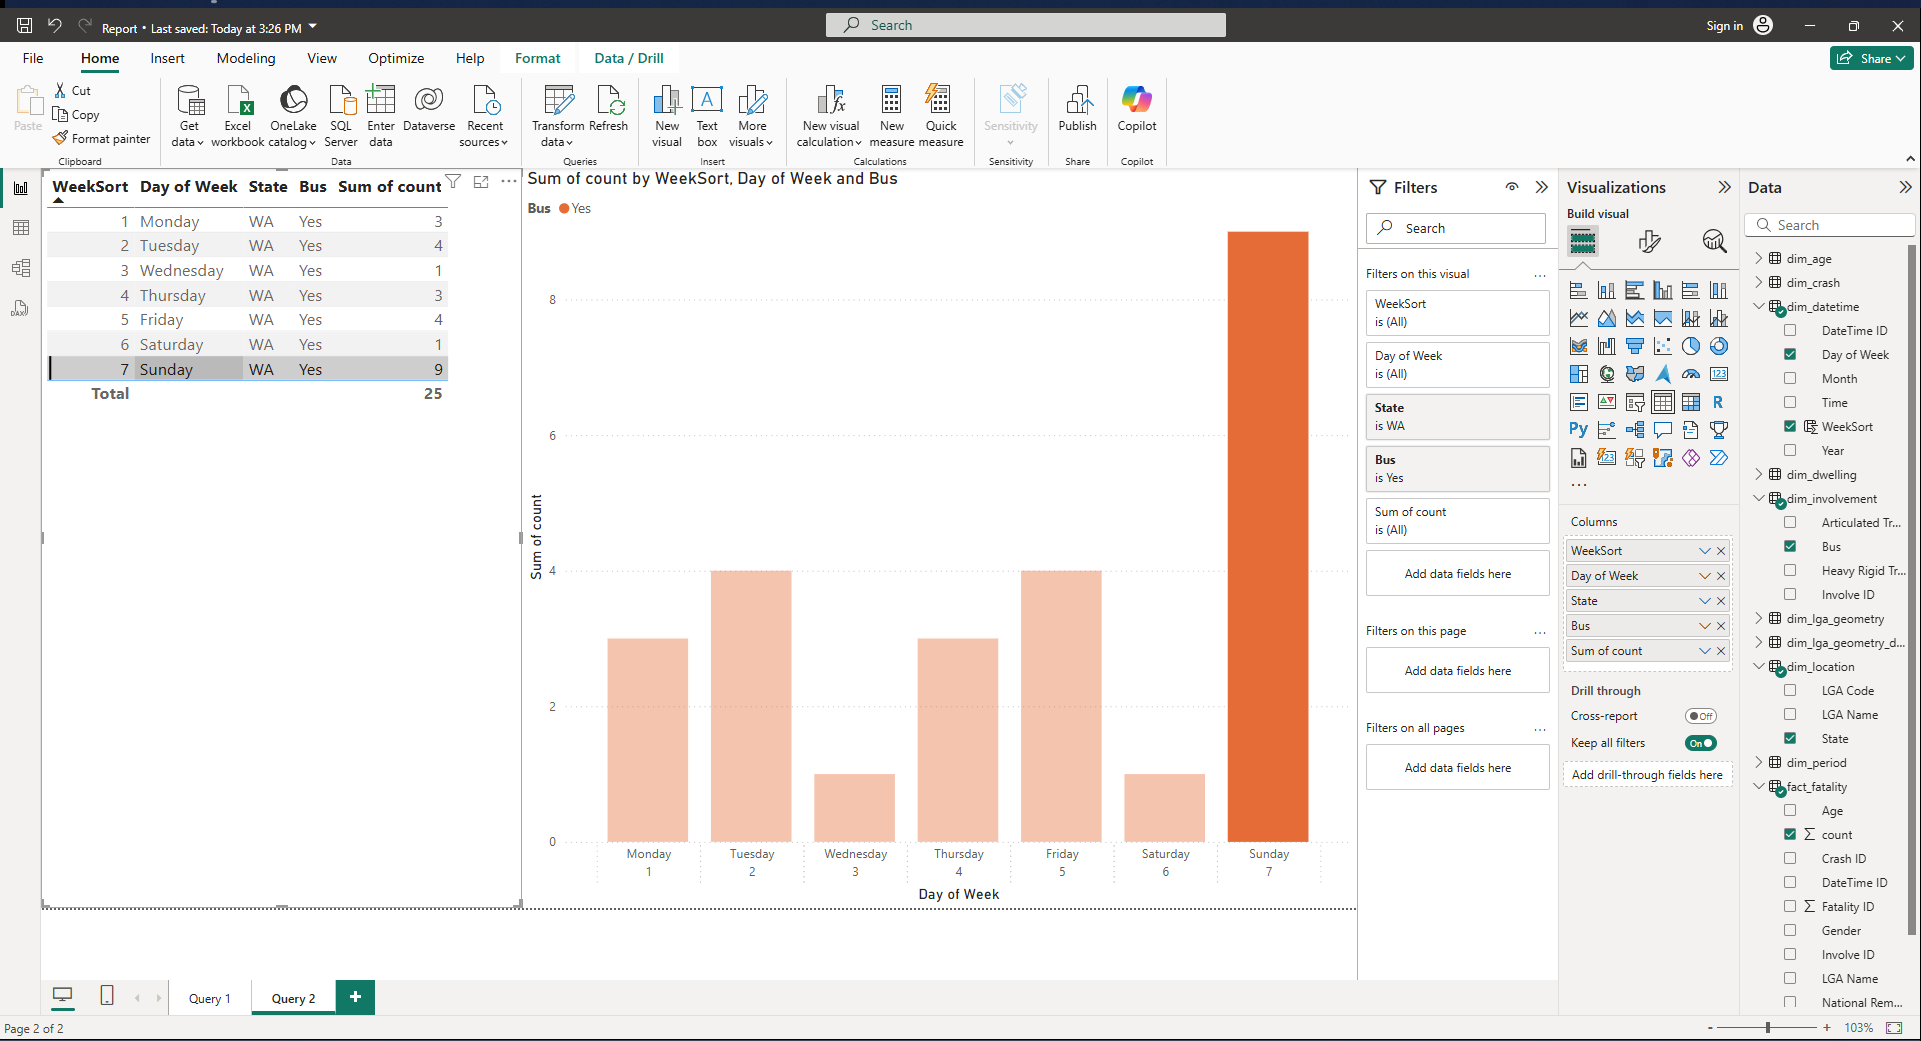 Report • Last saved: Today at 3:26 PM
Search
Sign in
File
Home
Insert
Modeling
View
Optimize
Help
Format
Data / Drill
Share
Paste
Cut
Copy
Format painter
Clipboard
Get data
Excel workbook
OneLake catalog
SQL Server
Enter data
Dataverse
Recent sources
Data
Transform data
Refresh
Queries
New visual
Text box
More visuals
Insert
New visual calculation
New measure
Quick measure
Calculations
Sensitivity
Sensitivity
Publish
Share
Copilot
Copilot
WeekSort Day of Week State Bus Sum of count
1 Monday WA Yes 3
2 Tuesday WA Yes 4
3 Wednesday WA Yes 1
4 Thursday WA Yes 3
5 Friday WA Yes 4
6 Saturday WA Yes 1
7 Sunday WA Yes 9
Total 25
Sum of count by WeekSort, Day of Week and Bus
Bus Yes
Sum of count
8
6
4
2
0
Monday Tuesday Wednesday Thursday Friday Saturday Sunday
1 2 3 4 5 6 7
Day of Week
Filters
Search
Filters on this visual ...
WeekSort
is (All)
Day of Week
is (All)
State
is WA
Bus
is Yes
Sum of count
is (All)
Add data fields here
Filters on this page ...
Add data fields here
Filters on all pages ...
Add data fields here
Visualizations
Build visual
123
R
Py
123
...
Columns
WeekSort
Day of Week
State
Bus
Sum of count
Drill through
Cross-report Off
Keep all filters On
Add drill-through fields here
Data
Search
dim_age
dim_crash
dim_datetime
DateTime ID
Day of Week
Month
Time
WeekSort
Year
dim_dwelling
dim_involvement
Articulated Tr...
Bus
Heavy Rigid Tr...
Involve ID
dim_lga_geometry
dim_lga_geometry_d...
dim_location
LGA Code
LGA Name
State
dim_period
fact_fatality
Age
∑ count
Crash ID
DateTime ID
∑ Fatality ID
Gender
Involve ID
LGA Name
National Rem...
DAX
Query 1
Query 2
+
Page 2 of 2
- + 103%